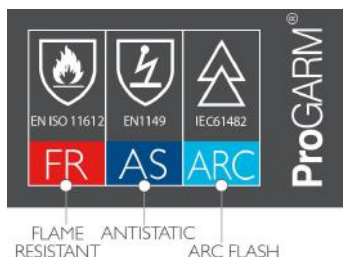 EN ISO 11612 EN1149 IEC61482
FR AS ARC
ProGARM®
FLAME RESISTANT
ANTISTATIC
ARC FLASH